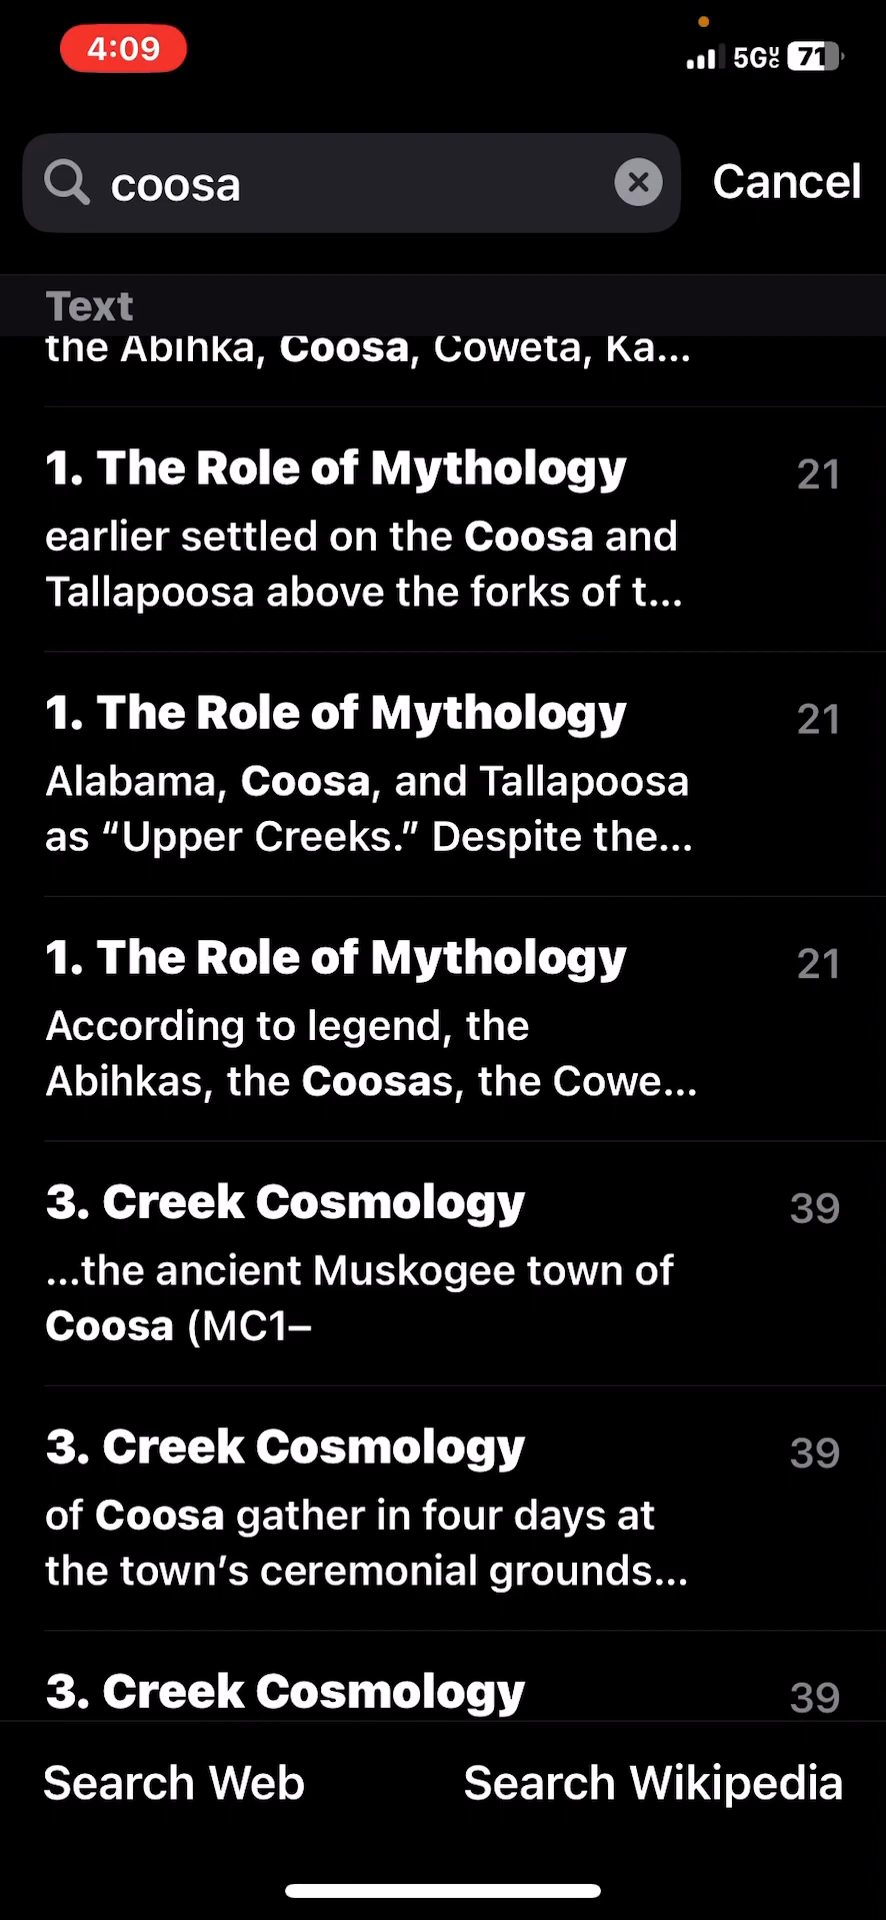 4:09
5G UC 71
coosa
Cancel
Text
the Abihka, Coosa, Coweta, Ka...
1. The Role of Mythology 21
earlier settled on the Coosa and
Tallapoosa above the forks of t...
1. The Role of Mythology 21
Alabama, Coosa, and Tallapoosa
as “Upper Creeks.” Despite the...
1. The Role of Mythology 21
According to legend, the
Abihkas, the Coosas, the Cowe...
3. Creek Cosmology 39
...the ancient Muskogee town of
Coosa (MC1–
3. Creek Cosmology 39
of Coosa gather in four days at
the town’s ceremonial grounds...
3. Creek Cosmology 39
Search Web
Search Wikipedia